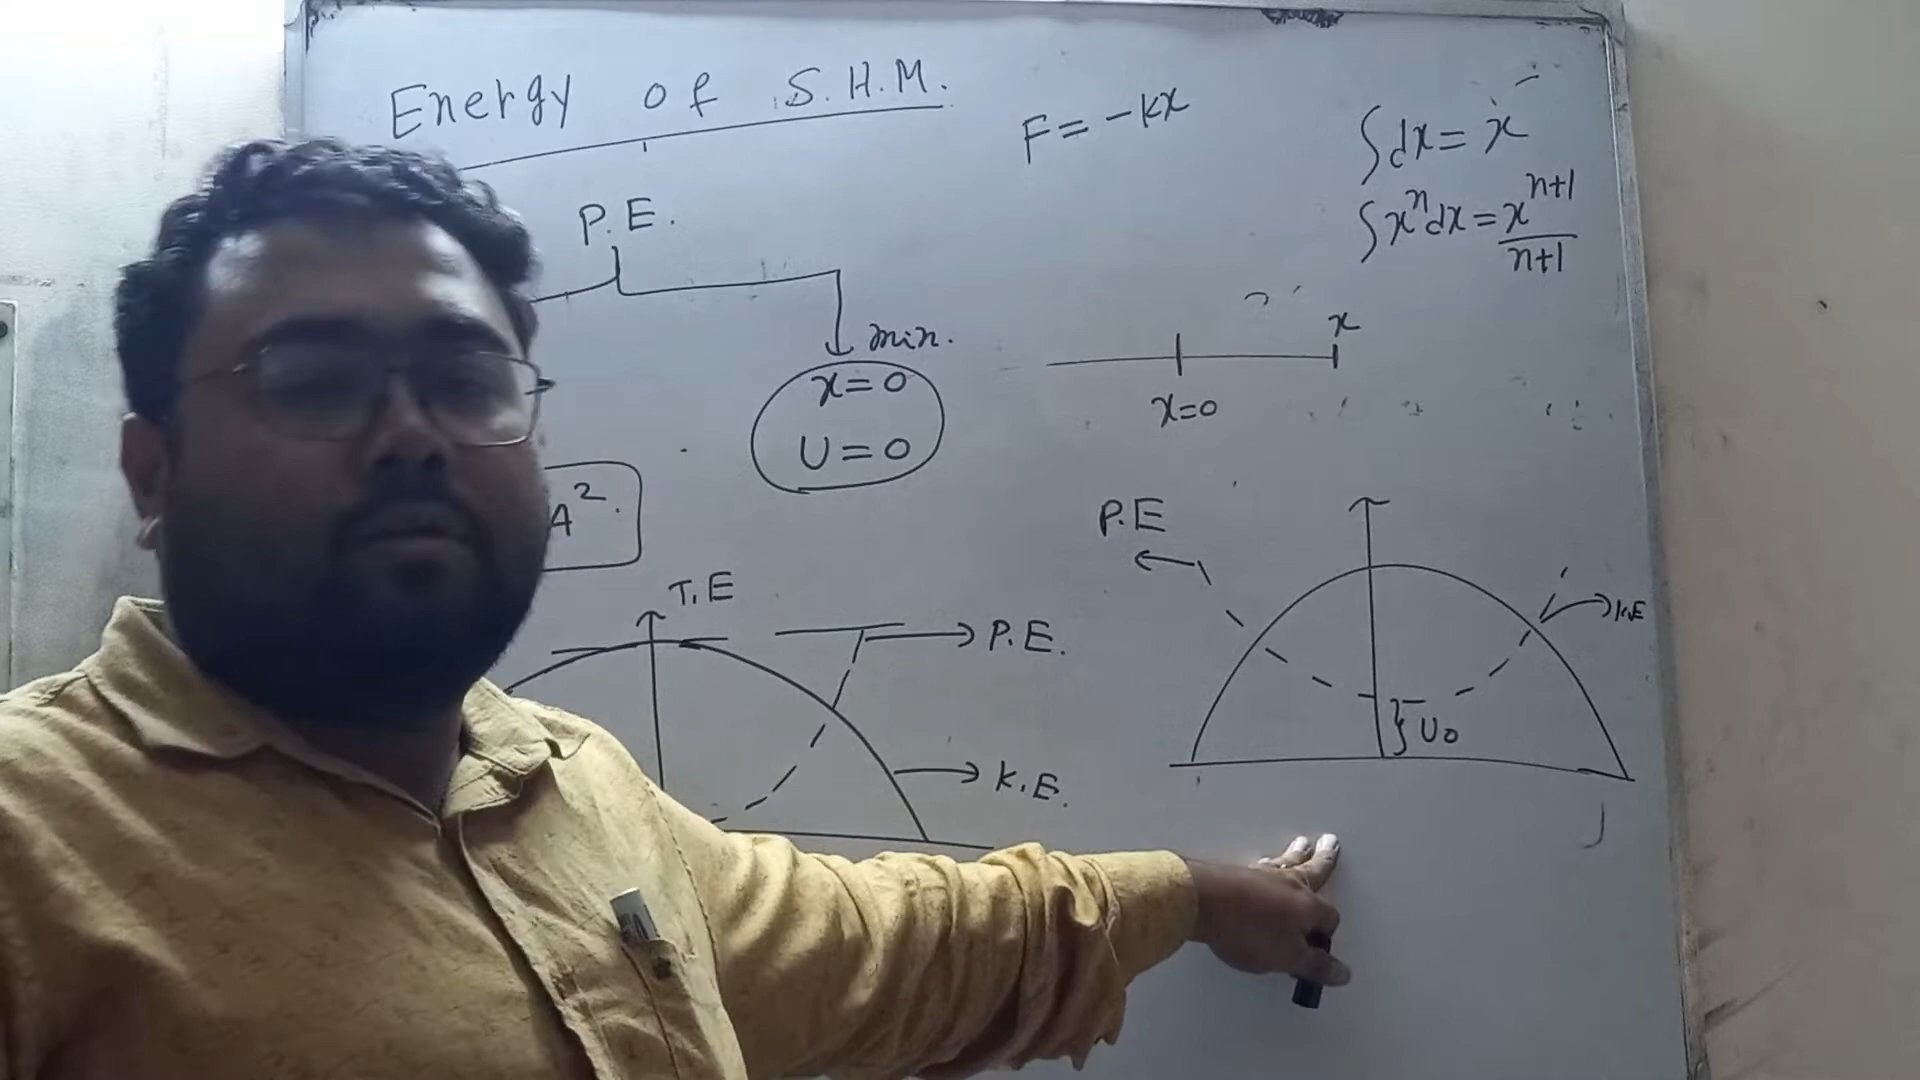 Energy of S.H.M.
F = -kx
∫dx = x
∫xⁿdx = xⁿ⁺¹
n+1
P.E.
min.
x=0
U=0
x
x=0
A².
T.E
P.E.
K.E.
P.E
K.E
U₀